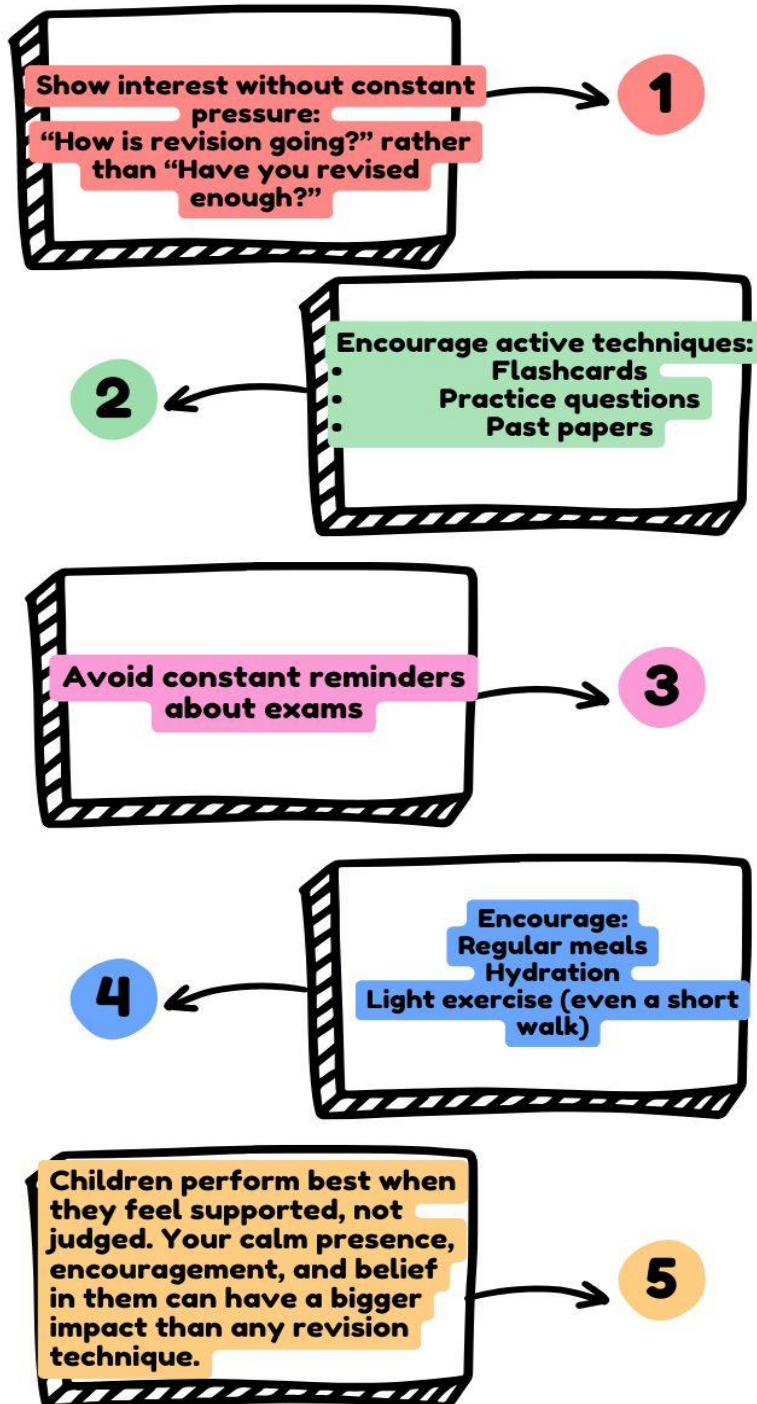 Show interest without constant
pressure:
“How is revision going?” rather
than “Have you revised
enough?”
1
Encourage active techniques:
• Flashcards
• Practice questions
• Past papers
2
Avoid constant reminders
about exams
3
Encourage:
Regular meals
Hydration
Light exercise (even a short
walk)
4
Children perform best when
they feel supported, not
judged. Your calm presence,
encouragement, and belief
in them can have a bigger
impact than any revision
technique.
5